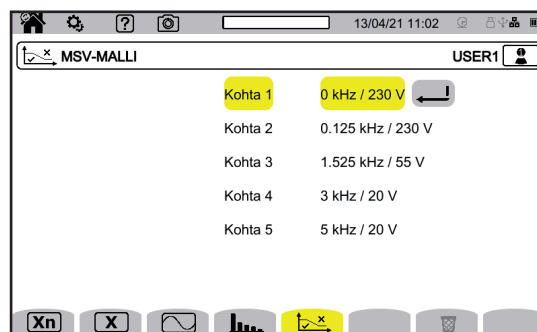 ? 13/04/21 11:02
MSV-MALLI USER1
Kohta 1 0 kHz / 230 V
Kohta 2 0.125 kHz / 230 V
Kohta 3 1.525 kHz / 55 V
Kohta 4 3 kHz / 20 V
Kohta 5 5 kHz / 20 V
Xn X